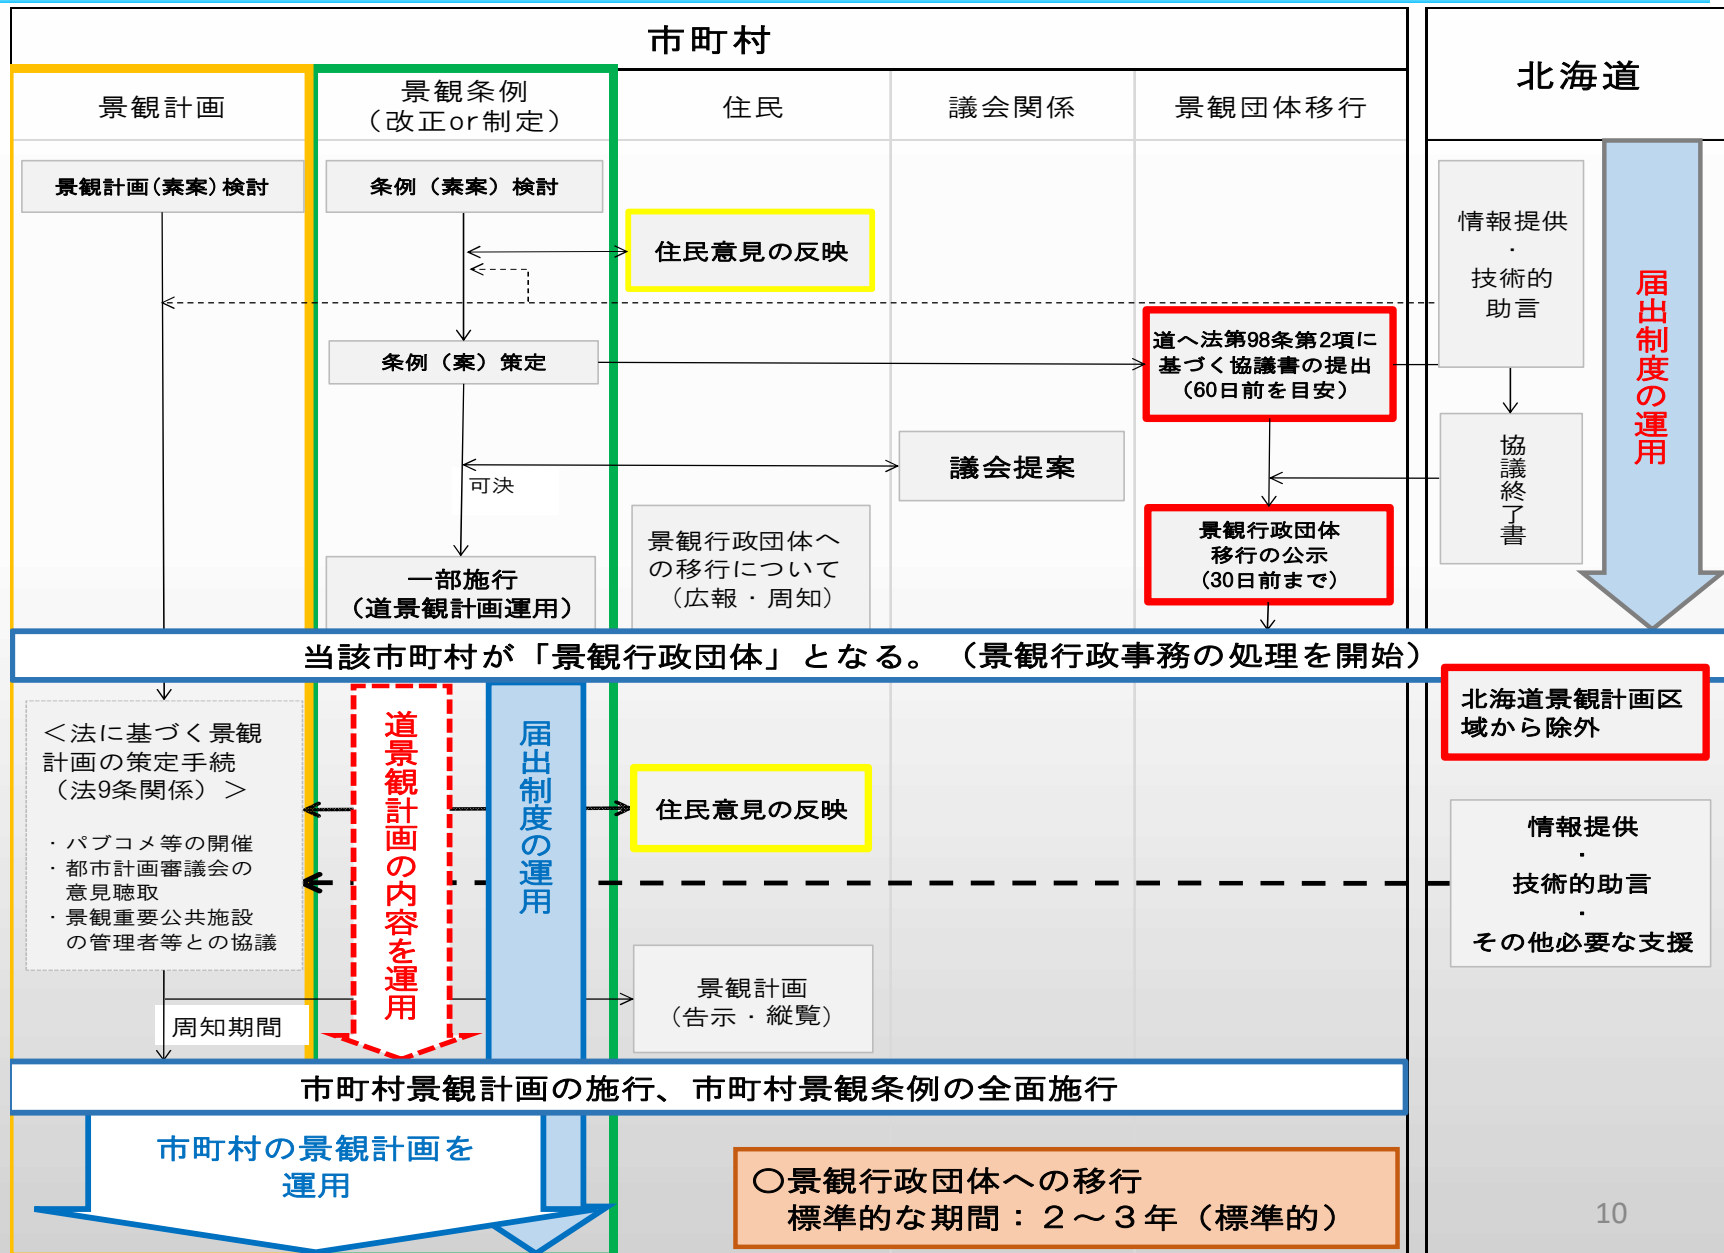 市町村
北海道
景観計画
景観条例
（改正or制定）
住民
議会関係
景観団体移行
景観計画（素案）検討
条例（素案）検討
住民意見の反映
情報提供
・
技術的
助言
届出制度の運用
条例（案）策定
道へ法第98条第2項に
基づく協議書の提出
（60日前を目安）
議会提案
可決
協議終了書
景観行政団体へ
の移行について
（広報・周知）
景観行政団体
移行の公示
（30日前まで）
一部施行
（道景観計画運用）
当該市町村が「景観行政団体」となる。（景観行政事務の処理を開始）
北海道景観計画区
域から除外
＜法に基づく景観
計画の策定手続
（法9条関係）＞
・パブコメ等の開催
・都市計画審議会の
意見聴取
・景観重要公共施設
の管理者等との協議
道景観計画の内容を運用
届出制度の運用
住民意見の反映
情報提供
・
技術的助言
・
その他必要な支援
景観計画
（告示・縦覧）
周知期間
市町村景観計画の施行、市町村景観条例の全面施行
市町村の景観計画を
運用
○景観行政団体への移行
標準的な期間：２～３年（標準的）
10